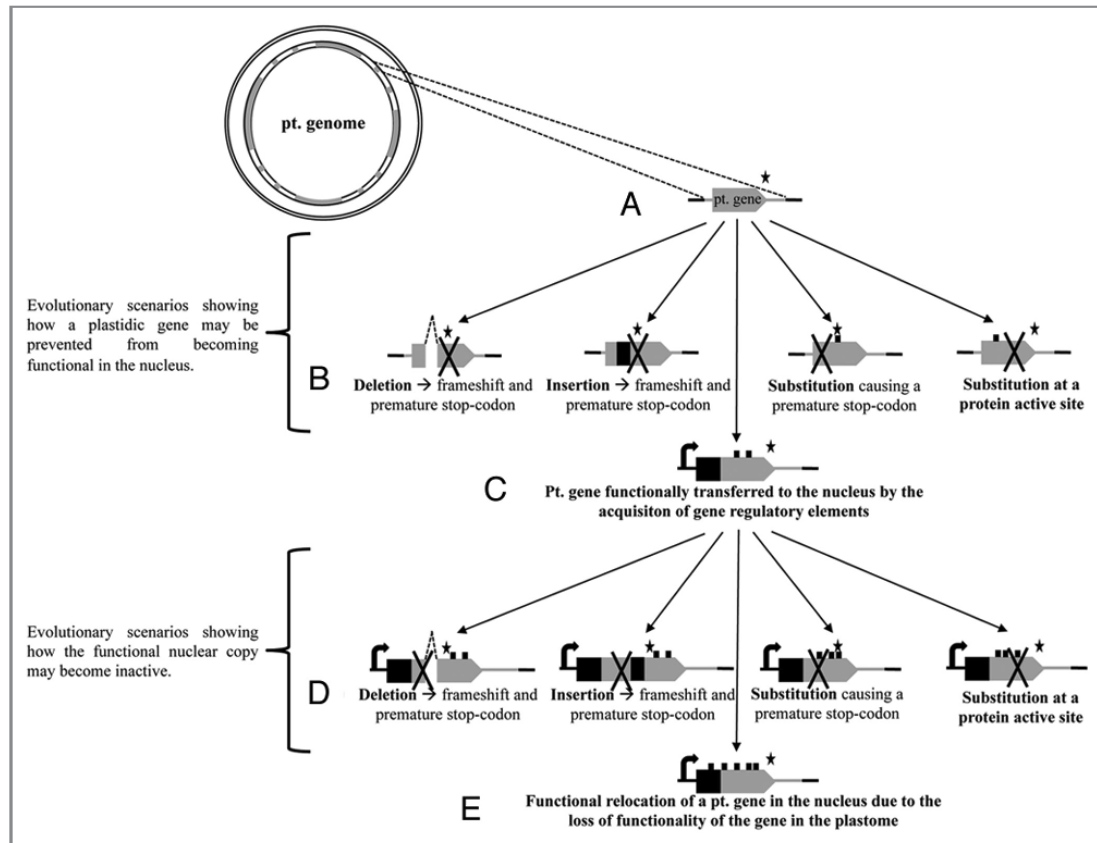 pt. genome
A
pt. gene
Evolutionary scenarios showing
how a plastidic gene may be
prevented from becoming
functional in the nucleus.
B
Deletion → frameshift and
premature stop-codon
Insertion → frameshift and
premature stop-codon
Substitution causing a
premature stop-codon
Substitution at a
protein active site
C
Pt. gene functionally transferred to the nucleus by the
acquisiton of gene regulatory elements
Evolutionary scenarios showing
how the functional nuclear copy
may become inactive.
D
Deletion → frameshift and
premature stop-codon
Insertion → frameshift and
premature stop-codon
Substitution causing a
premature stop-codon
Substitution at a
protein active site
E
Functional relocation of a pt. gene in the nucleus due to the
loss of functionality of the gene in the plastome